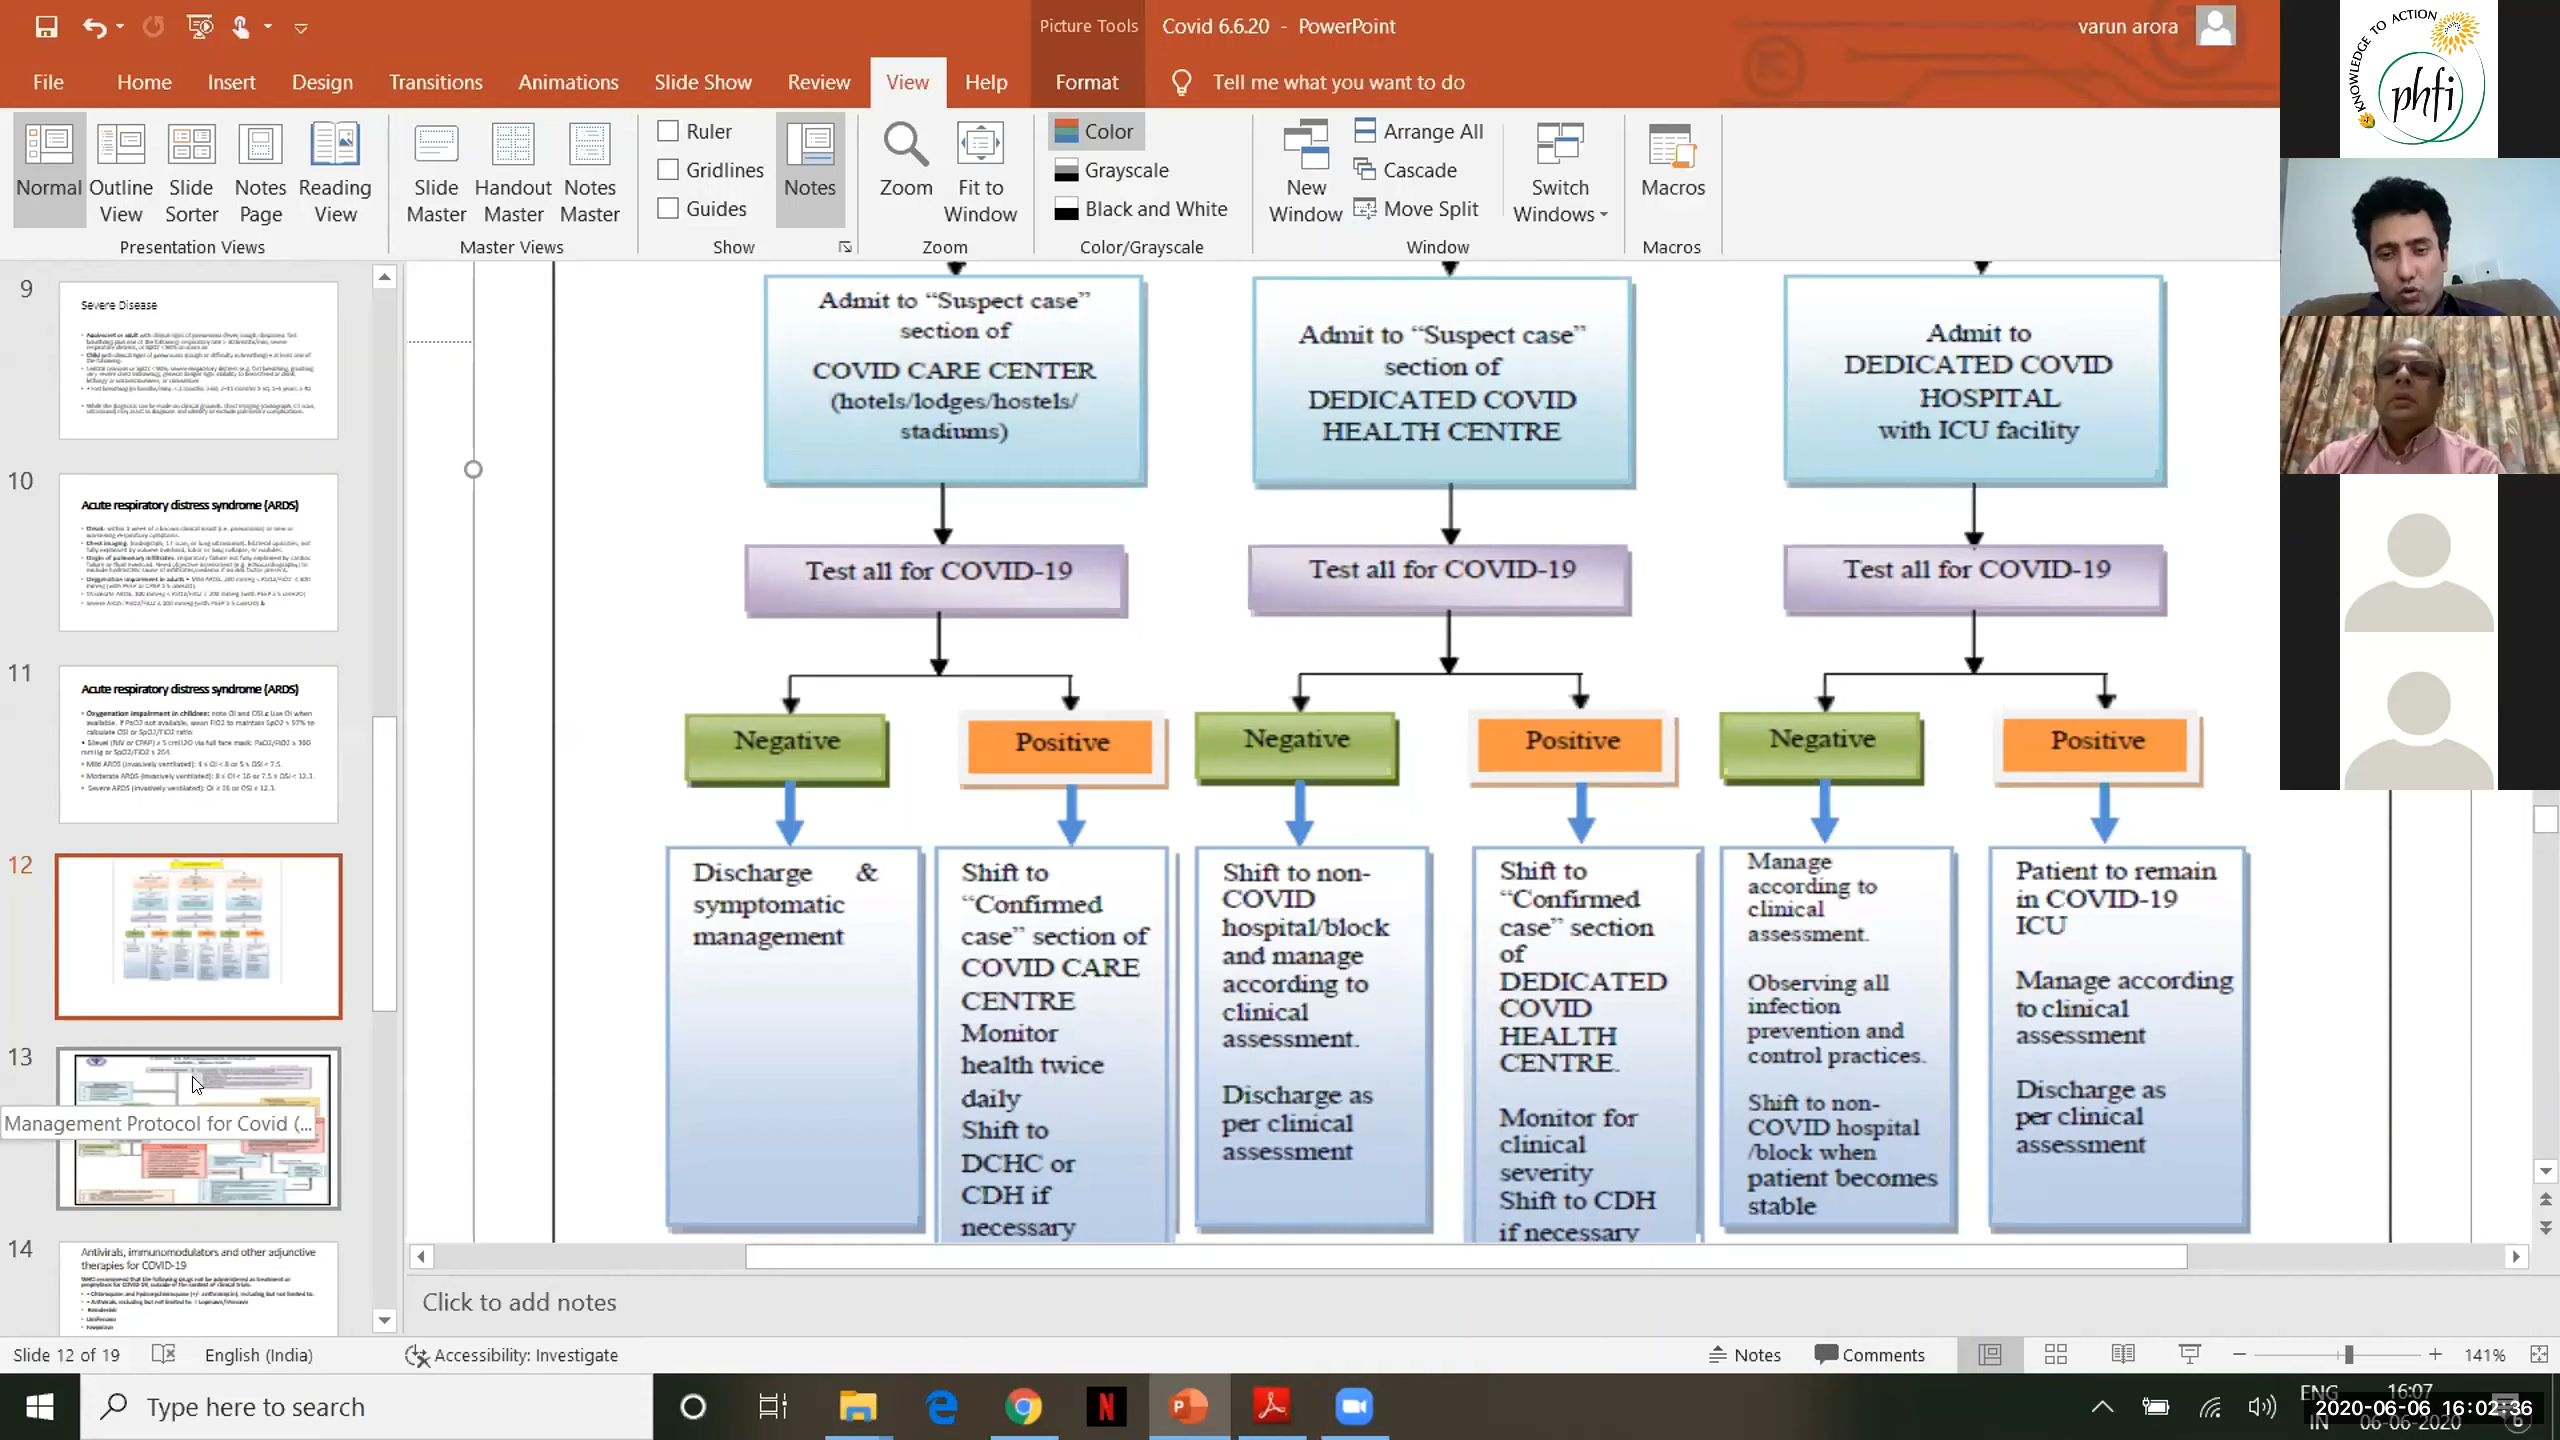 Picture Tools
Covid 6.6.20 - PowerPoint
varun arora
File
Home
Insert
Design
Transitions
Animations
Slide Show
Review
View
Help
Format
Tell me what you want to do
Normal
Outline View
Slide Sorter
Notes Page
Reading View
Presentation Views
Slide Master
Handout Master
Notes Master
Master Views
Ruler
Gridlines
Guides
Show
Notes
Zoom
Fit to Window
Zoom
Color
Grayscale
Black and White
Color/Grayscale
New Window
Arrange All
Cascade
Move Split
Switch Windows
Window
Macros
Macros
KNOWLEDGE TO ACTION
phfi
9
Severe Disease
10
Acute respiratory distress syndrome (ARDS)
11
Acute respiratory distress syndrome (ARDS)
12
13
Management Protocol for Covid (...
14
Antivirals, immunomodulators and other adjunctive
therapies for COVID-19
Admit to “Suspect case”
section of
COVID CARE CENTER
(hotels/lodges/hostels/
stadiums)
Test all for COVID-19
Negative
Positive
Discharge &
symptomatic
management
Shift to
“Confirmed
case” section of
COVID CARE
CENTRE
Monitor
health twice
daily
Shift to
DCHC or
CDH if
necessary
Admit to “Suspect case”
section of
DEDICATED COVID
HEALTH CENTRE
Test all for COVID-19
Negative
Positive
Shift to non-
COVID
hospital/block
and manage
according to
clinical
assessment.
Discharge as
per clinical
assessment
Shift to
“Confirmed
case” section
of
DEDICATED
COVID
HEALTH
CENTRE.
Monitor for
clinical
severity
Shift to CDH
if necessary
Admit to
DEDICATED COVID
HOSPITAL
with ICU facility
Test all for COVID-19
Negative
Positive
Manage
according to
clinical
assessment.
Observing all
infection
prevention and
control practices.
Shift to non-
COVID hospital
/block when
patient becomes
stable
Patient to remain
in COVID-19
ICU
Manage according
to clinical
assessment
Discharge as
per clinical
assessment
Click to add notes
Slide 12 of 19
English (India)
Accessibility: Investigate
Notes
Comments
141%
Type here to search
ENG
IN
16:07
06-06-2020
2020-06-06 16:02:36